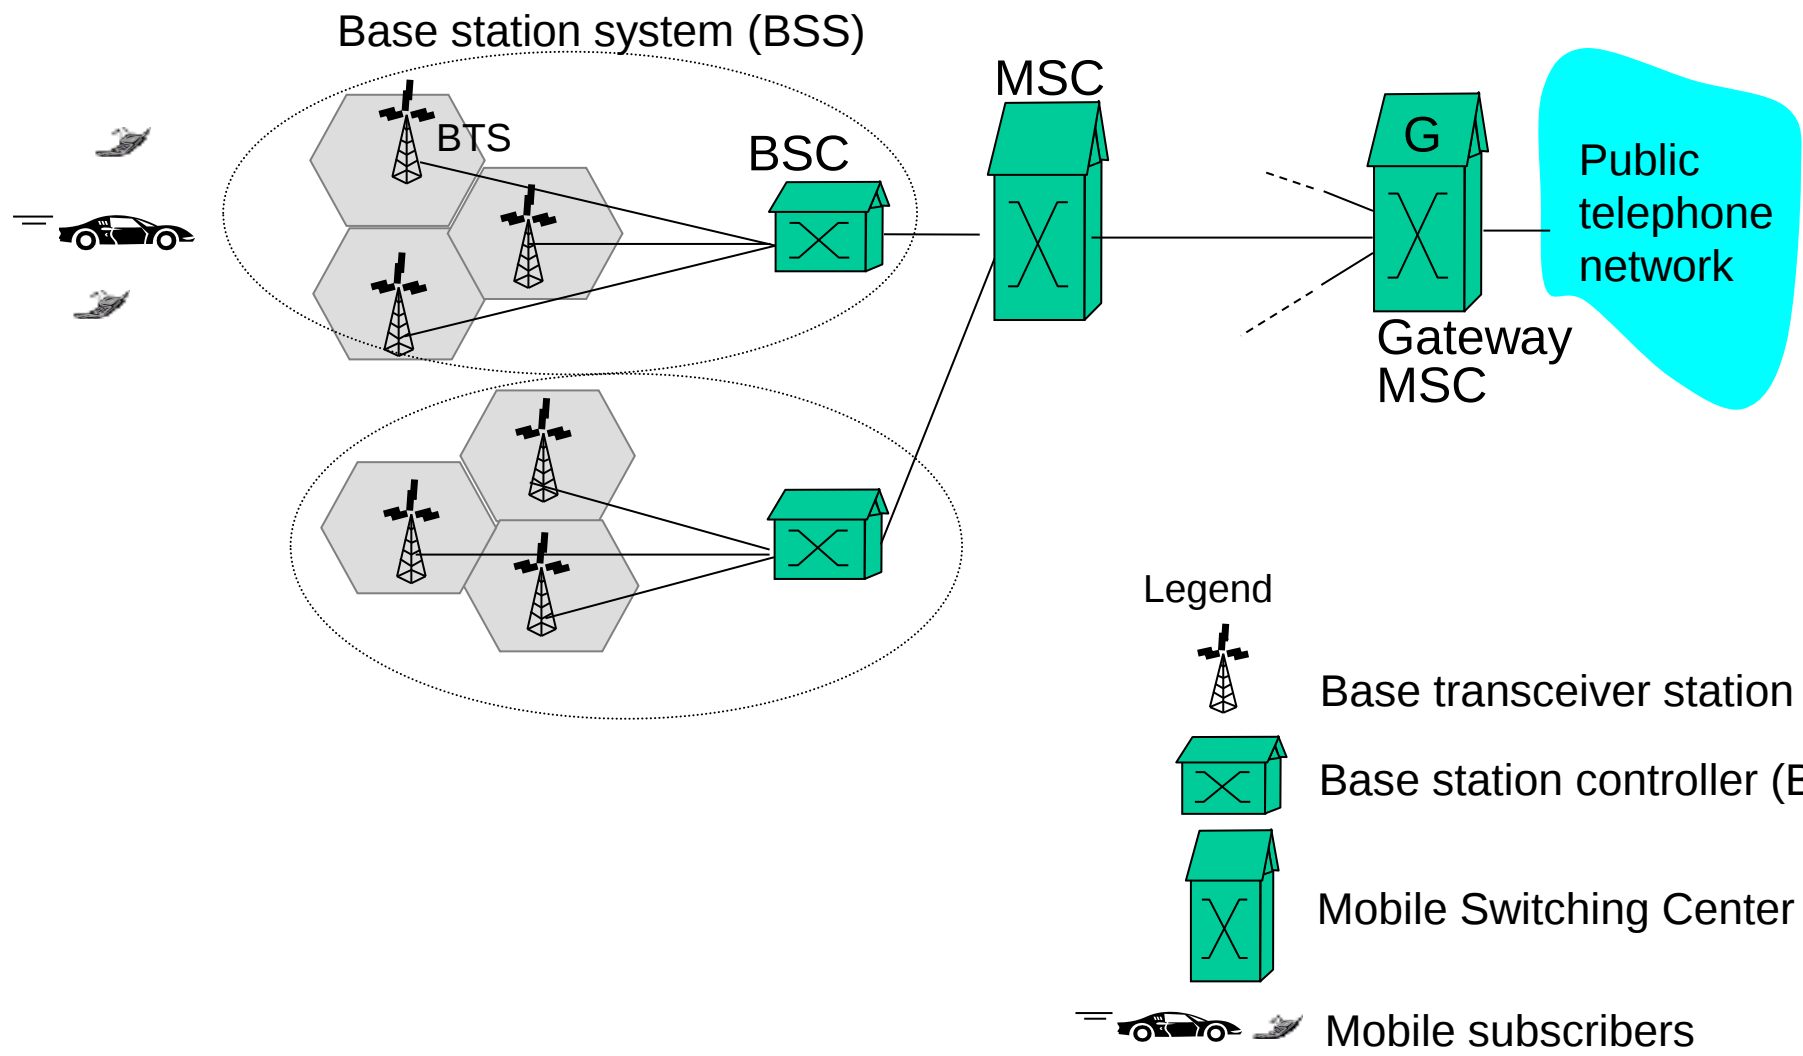 Base station system (BSS)
MSC
BTS
BSC
G
Public
telephone
network
Gateway
MSC
Legend
Base transceiver station
Base station controller (
Mobile Switching Center
Mobile subscribers